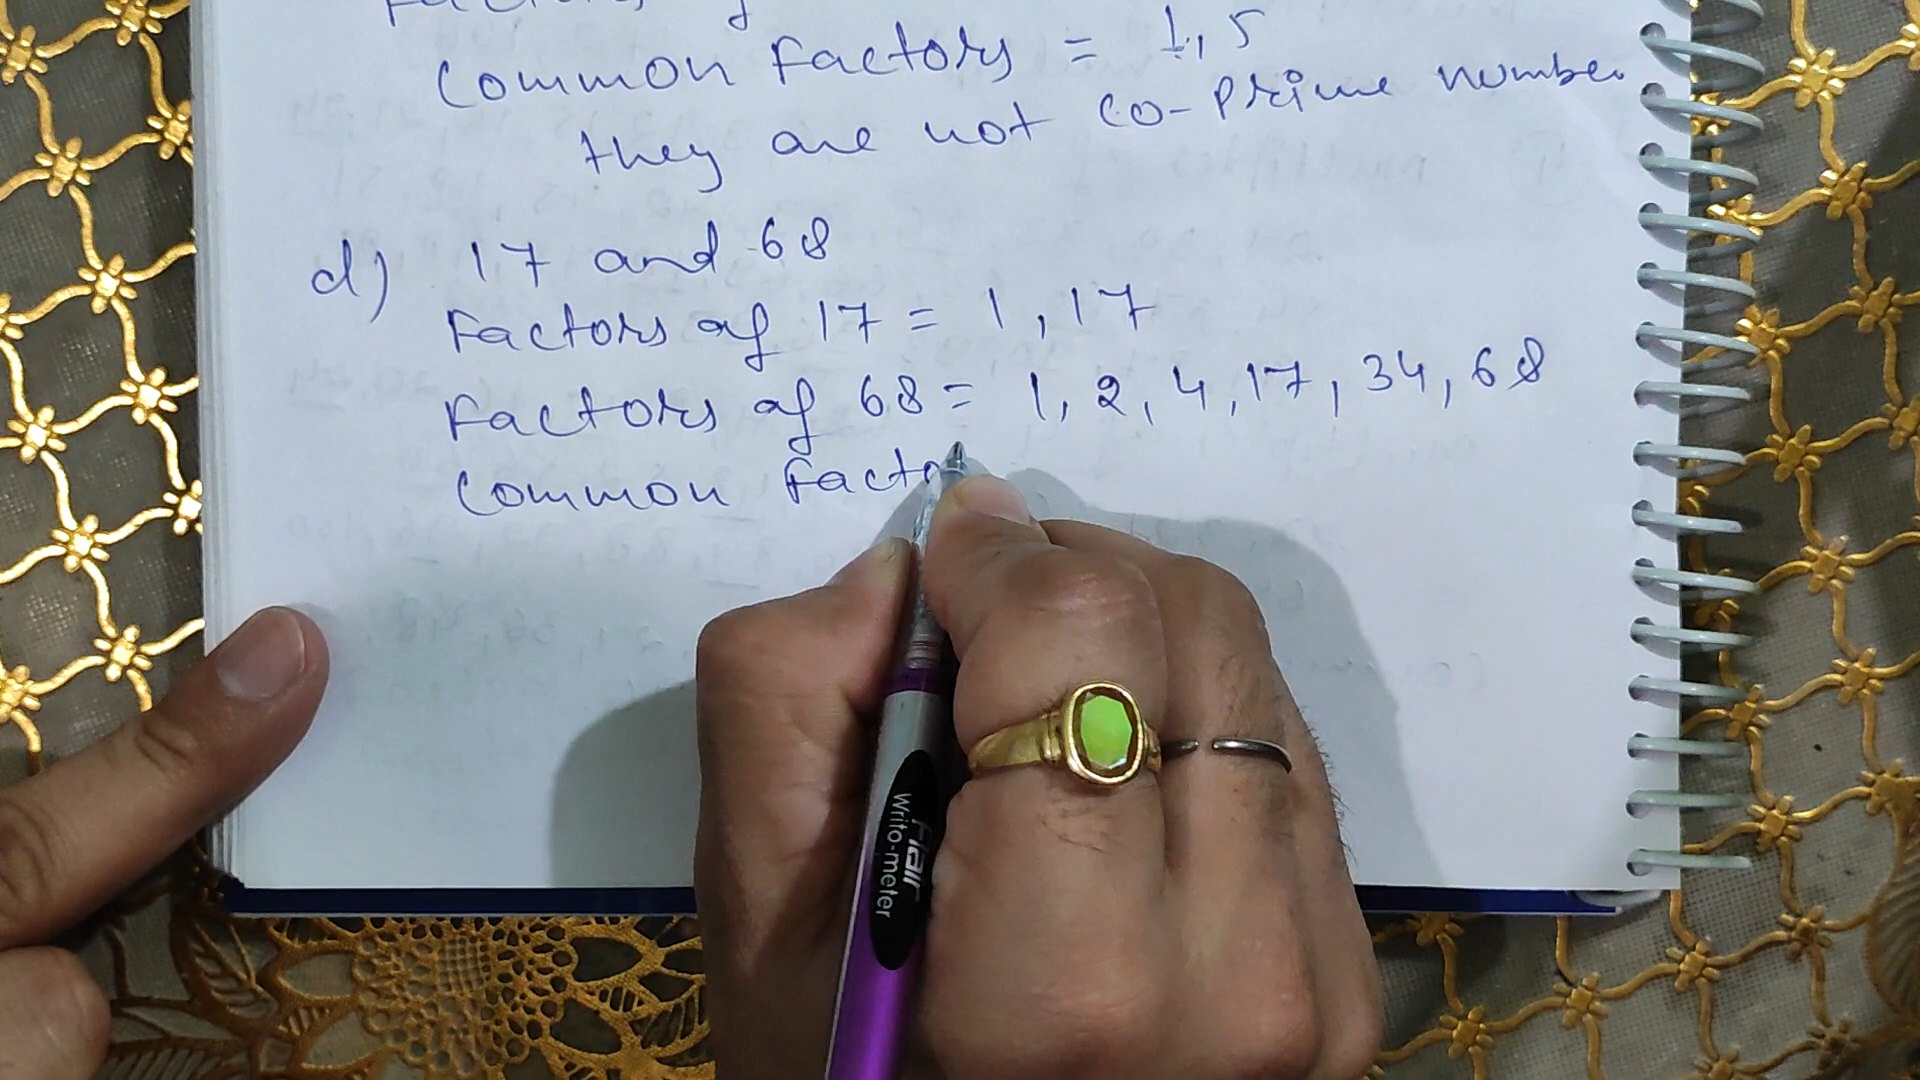 Common Factors = 1, 5
they are not co-prime number
d) 17 and 68
Factors of 17 = 1, 17
Factors of 68 = 1, 2, 4, 17, 34, 68
Common facto
Flair
Writo-meter